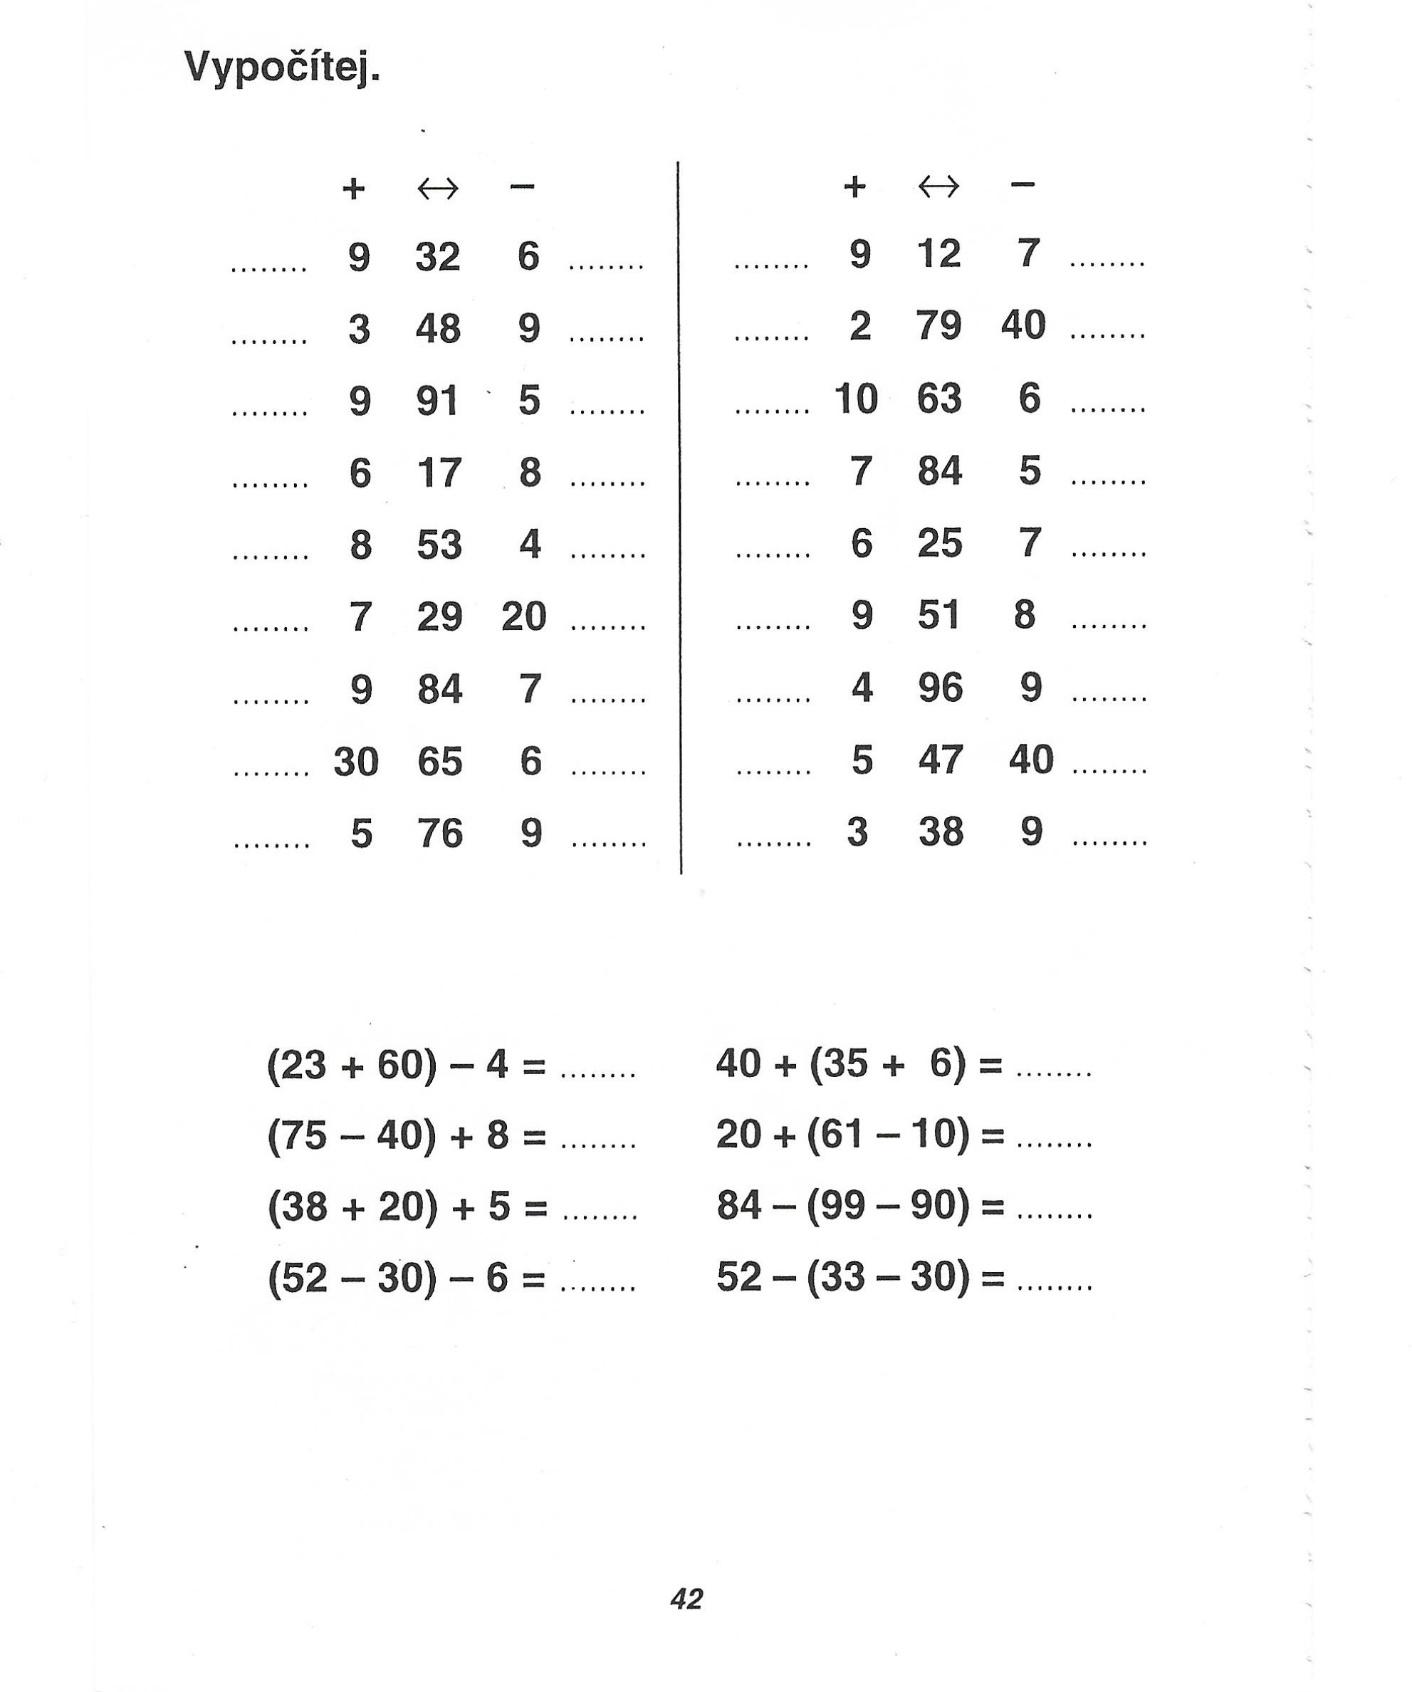 Vypočítej.
+ ↔ – + ↔ –
........ 9 32 6 ........ ........ 9 12 7 ........
........ 3 48 9 ........ ........ 2 79 40 ........
........ 9 91 5 ........ ........ 10 63 6 ........
........ 6 17 8 ........ ........ 7 84 5 ........
........ 8 53 4 ........ ........ 6 25 7 ........
........ 7 29 20 ........ ........ 9 51 8 ........
........ 9 84 7 ........ ........ 4 96 9 ........
........ 30 65 6 ........ ........ 5 47 40 ........
........ 5 76 9 ........ ........ 3 38 9 ........
(23 + 60) – 4 = ........ 40 + (35 + 6) = ........
(75 – 40) + 8 = ........ 20 + (61 – 10) = ........
(38 + 20) + 5 = ........ 84 – (99 – 90) = ........
(52 – 30) – 6 = ........ 52 – (33 – 30) = ........
42